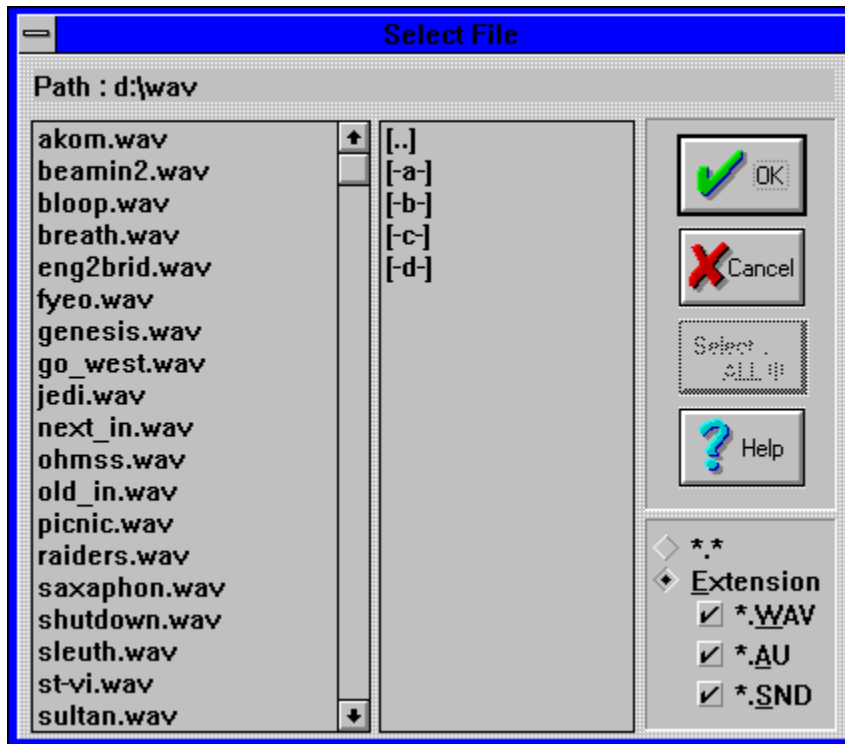 Select File
Path : d:\wav
akom.wav
beamin2.wav
bloop.wav
breath.wav
eng2brid.wav
fyeo.wav
genesis.wav
go_west.wav
jedi.wav
next_in.wav
ohmss.wav
old_in.wav
picnic.wav
raiders.wav
saxaphon.wav
shutdown.wav
sleuth.wav
st-vi.wav
sultan.wav
[..]
[-a-]
[-b-]
[-c-]
[-d-]
OK
Cancel
Select
ALL
Help
*.*
Extension
*.WAV
*.AU
*.SND